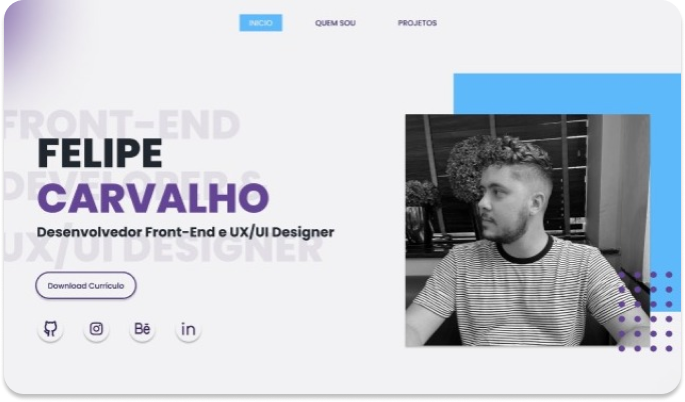 INICIO
QUEM SOU
PROJETOS
FRONT-END
FELIPE
DEVELOPER &
CARVALHO
Desenvolvedor Front-End e UX/UI Designer
UX/UI DESIGNER
Download Currículo
Bē
in